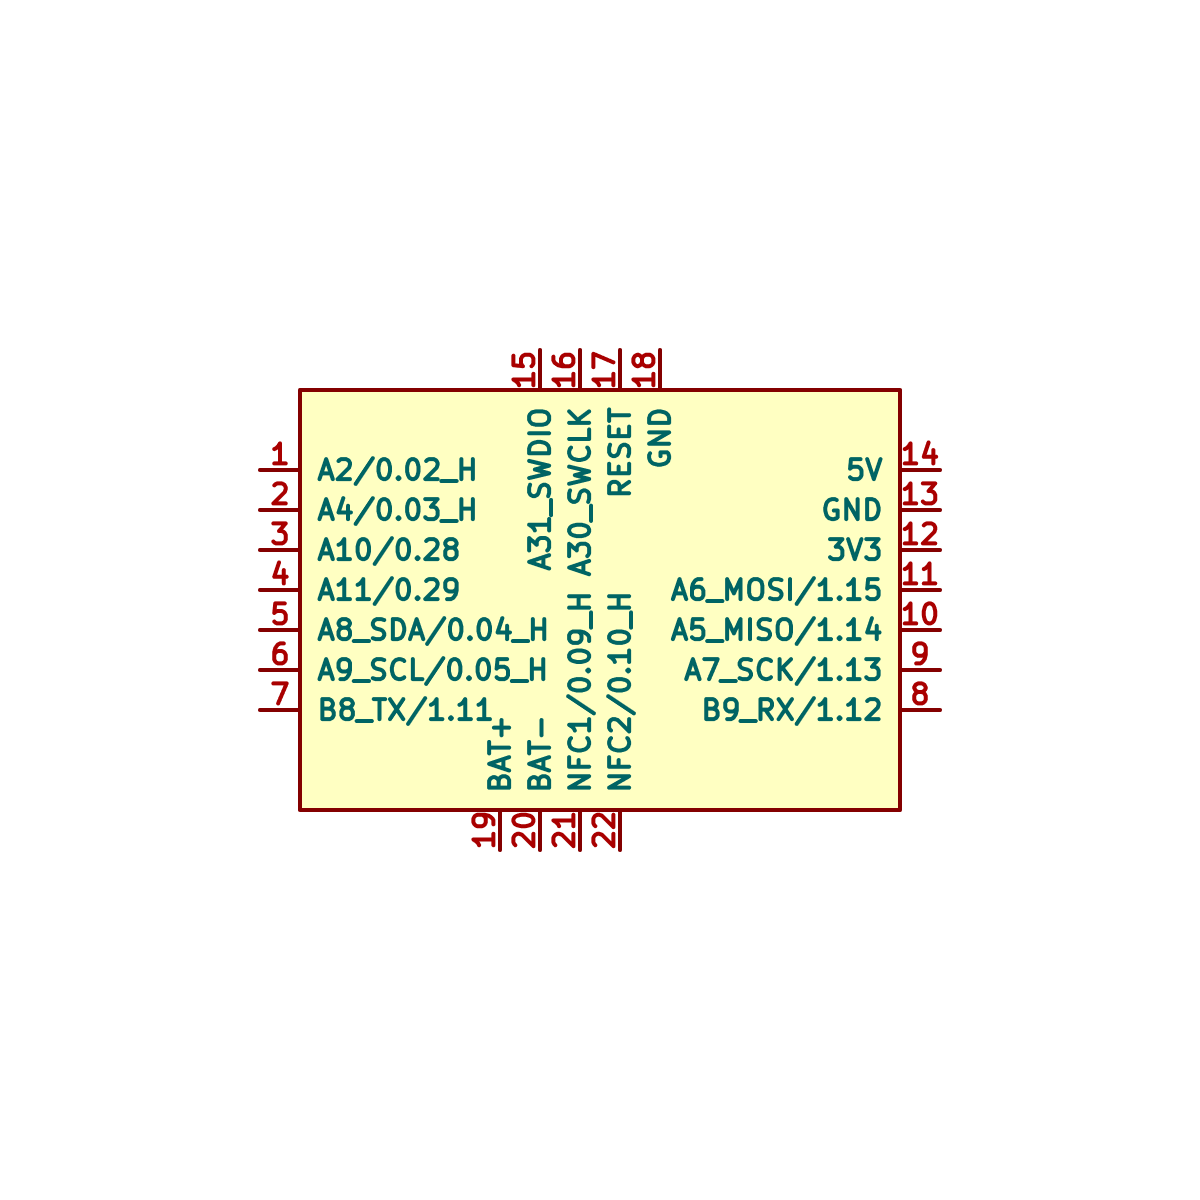 15 16 17 18
A31_SWDIO A30_SWCLK RESET GND
1 A2/0.02_H 5V 14
2 A4/0.03_H GND 13
3 A10/0.28 3V3 12
4 A11/0.29 A6_MOSI/1.15 11
5 A8_SDA/0.04_H A5_MISO/1.14 10
6 A9_SCL/0.05_H A7_SCK/1.13 9
7 B8_TX/1.11 B9_RX/1.12 8
BAT+ BAT- NFC1/0.09_H NFC2/0.10_H
19 20 21 22